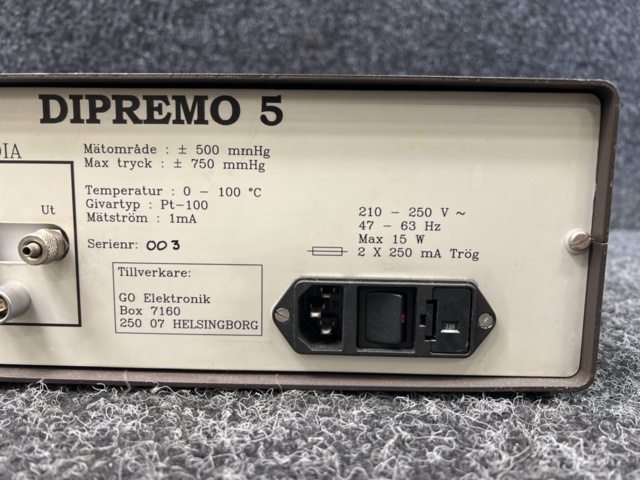 DIPREMO 5
DIA
Mätområde : ± 500 mmHg
Max tryck : ± 750 mmHg
Ut
Temperatur : 0 - 100 °C
Givartyp : Pt-100
Mätström : 1mA
Serienr: 003
210 - 250 V ~
47 - 63 Hz
Max 15 W
2 X 250 mA Trög
Tillverkare:
GO Elektronik
Box 7160
250 07 HELSINGBORG
220